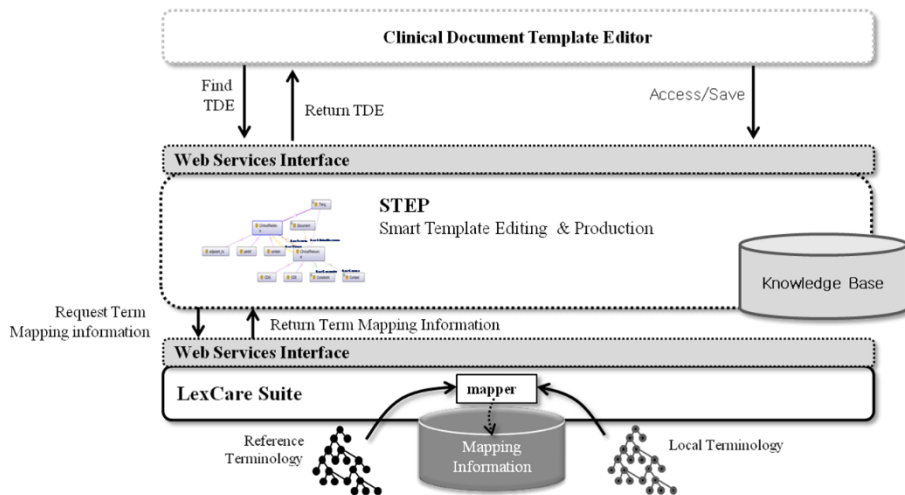 Clinical Document Template Editor
Find
TDE
Return TDE
Access/Save
Web Services Interface
STEP
Smart Template Editing & Production
Thing
Document
Knowledge Base
Request Term
Mapping information
Return Term Mapping Information
Web Services Interface
LexCare Suite
mapper
Reference
Terminology
Mapping
Information
Local Terminology